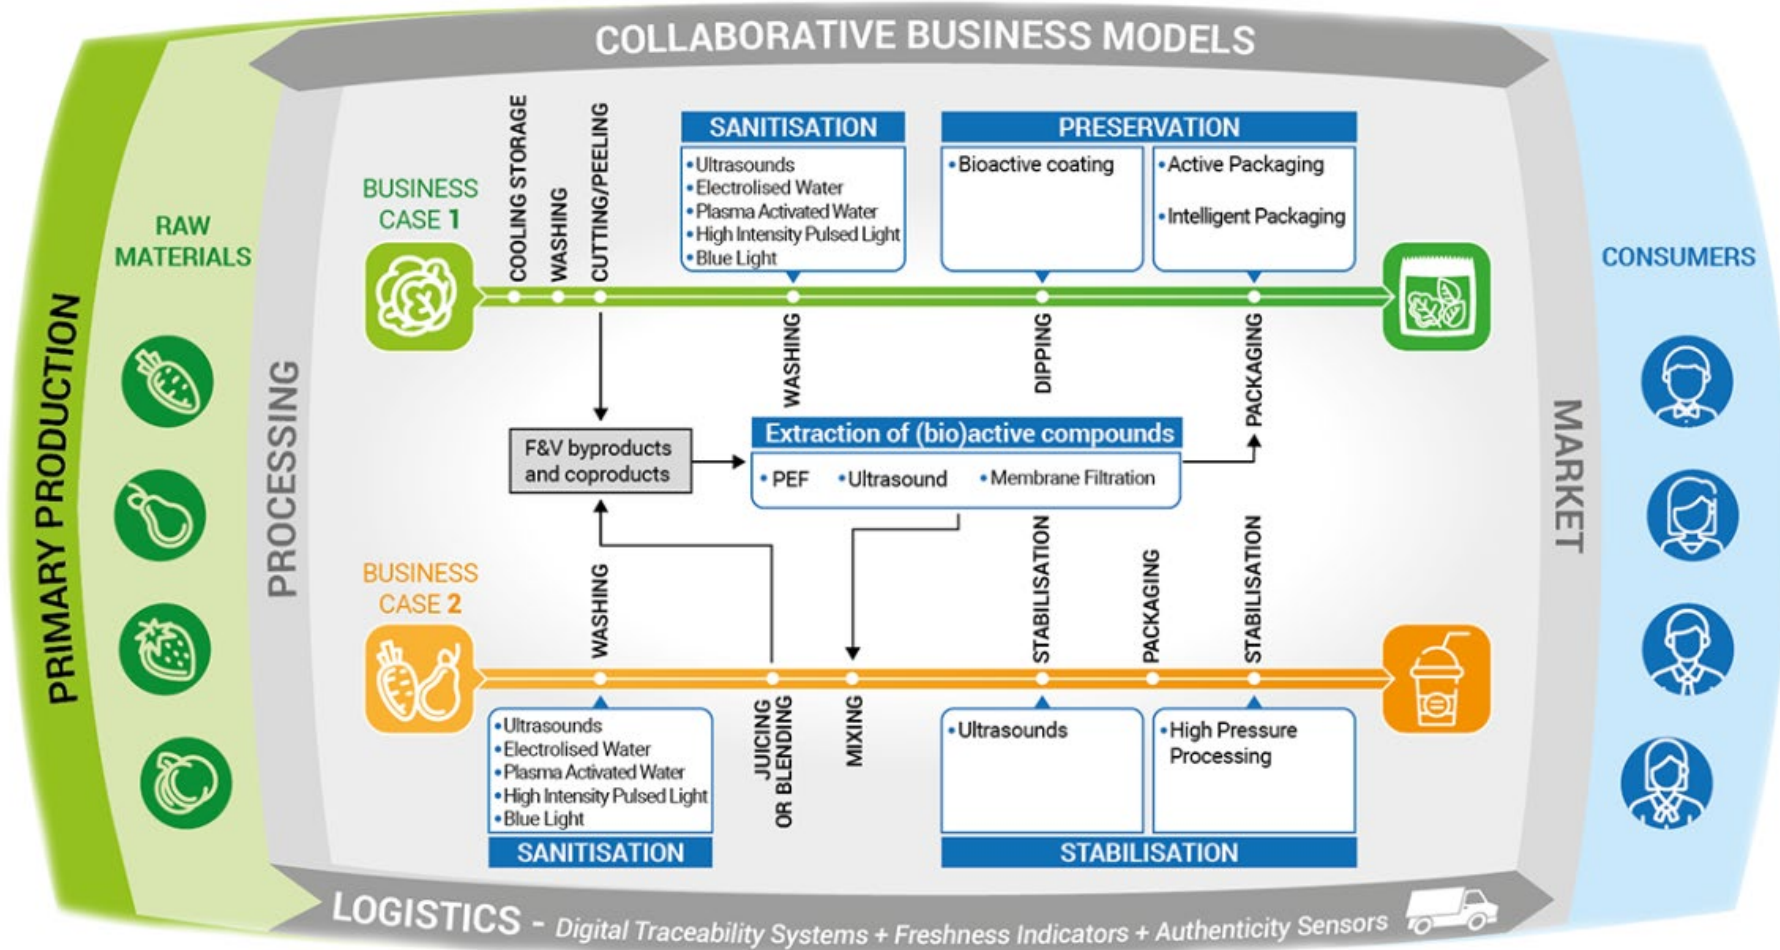 COLLABORATIVE BUSINESS MODELS
PRIMARY PRODUCTION
RAW
MATERIALS
PROCESSING
BUSINESS
CASE 1
COOLING STORAGE
WASHING
CUTTING/PEELING
SANITISATION
•Ultrasounds
•Electrolised Water
•Plasma Activated Water
•High Intensity Pulsed Light
•Blue Light
PRESERVATION
•Bioactive coating
•Active Packaging
•Intelligent Packaging
WASHING
DIPPING
PACKAGING
F&V byproducts
and coproducts
Extraction of (bio)active compounds
• PEF •Ultrasound •Membrane Filtration
BUSINESS
CASE 2
WASHING
STABILISATION
PACKAGING
STABILISATION
•Ultrasounds
•Electrolised Water
•Plasma Activated Water
•High Intensity Pulsed Light
•Blue Light
SANITISATION
JUICING
OR BLENDING
MIXING
•Ultrasounds
•High Pressure
Processing
STABILISATION
MARKET
CONSUMERS
LOGISTICS - Digital Traceability Systems + Freshness Indicators + Authenticity Sensors